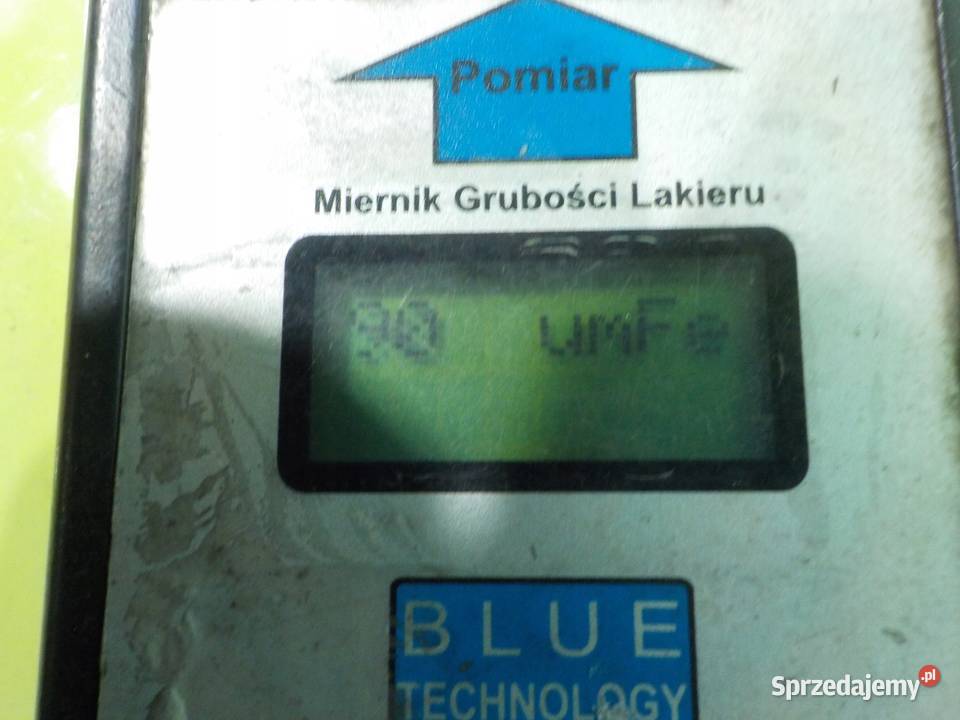 Pomiar
Miernik Grubości Lakieru
90 umFe
BLUE
TECHNOLOGY
Sprzedajemy.pl